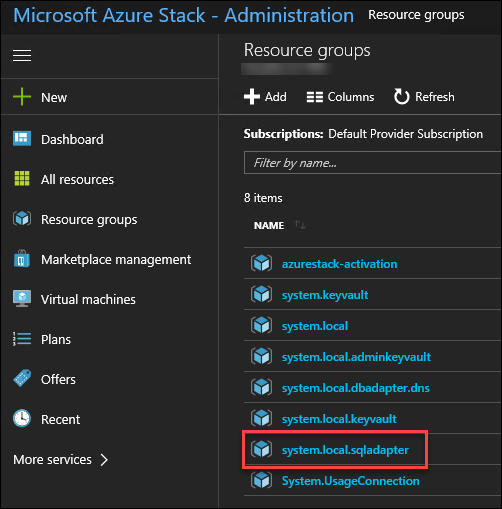 Microsoft Azure Stack - Administration Resource groups
New
Dashboard
All resources
Resource groups
Marketplace management
Virtual machines
Plans
Offers
Recent
More services
Resource groups
Add Columns Refresh
Subscriptions: Default Provider Subscription
Filter by name...
8 items
NAME
azurestack-activation
system.keyvault
system.local
system.local.adminkeyvault
system.local.dbadapter.dns
system.local.keyvault
system.local.sqladapter
System.UsageConnection